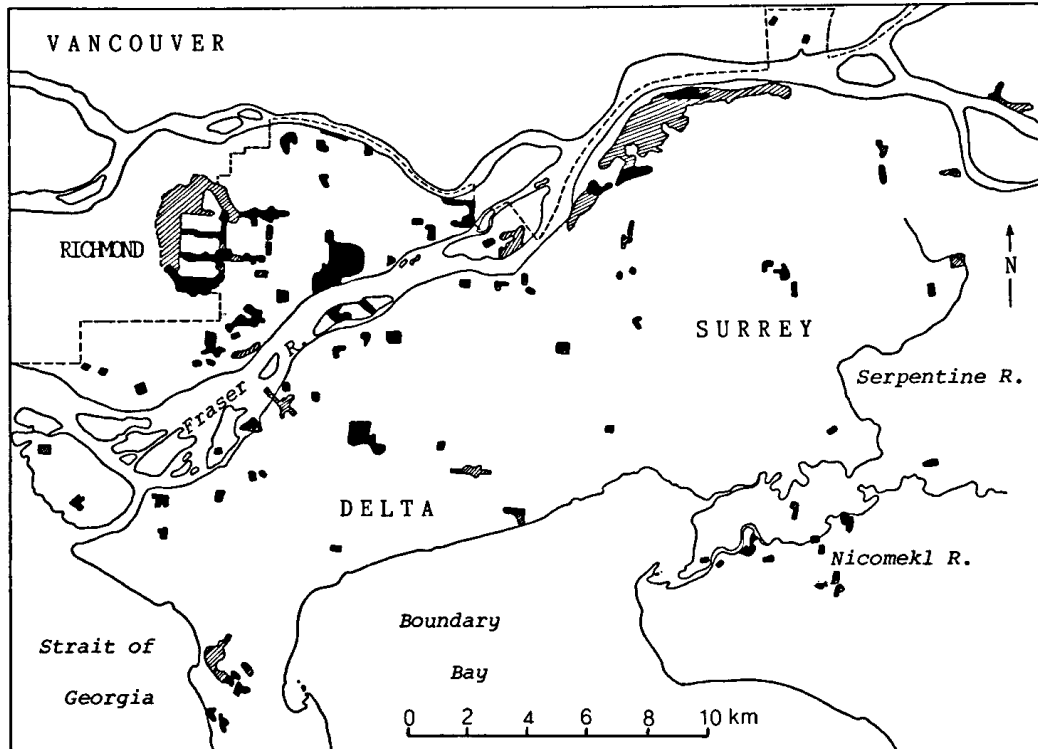 VANCOUVER
RICHMOND
N
SURREY
Serpentine R.
Fraser R.
DELTA
Nicomekl R.
Strait of
Georgia
Boundary
Bay
0 2 4 6 8 10 km